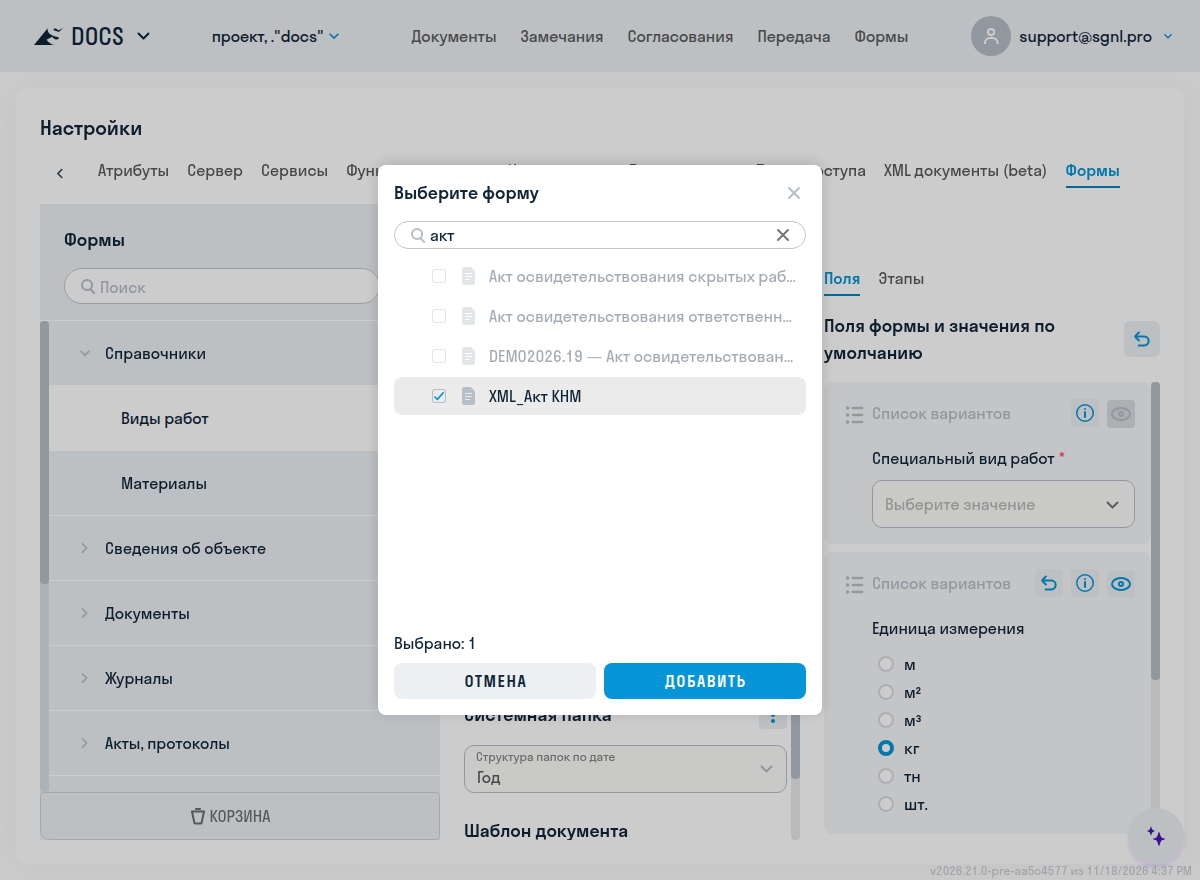 DOCS
проект, ."docs"
Документы
Замечания
Согласования
Передача
Формы
support@sgnl.pro
Настройки
Атрибуты
Сервер
Сервисы
XML документы (beta)
Формы
Выберите форму
акт
Акт освидетельствования скрытых раб...
Акт освидетельствования ответственн...
DEMO2026.19 — Акт освидетельствован...
XML_Акт КНМ
Выбрано: 1
ОТМЕНА
ДОБАВИТЬ
Формы
Поиск
Справочники
Виды работ
Материалы
Сведения об объекте
Документы
Журналы
Акты, протоколы
КОРЗИНА
Системная папка
Структура папок по дате
Год
Шаблон документа
Поля
Этапы
Поля формы и значения по
умолчанию
Список вариантов
Специальный вид работ *
Выберите значение
Список вариантов
Единица измерения
м
м²
м³
кг
тн
шт.
v2026.21.0-pre-aa5c4577 из 11/18/2026 4:37 PM